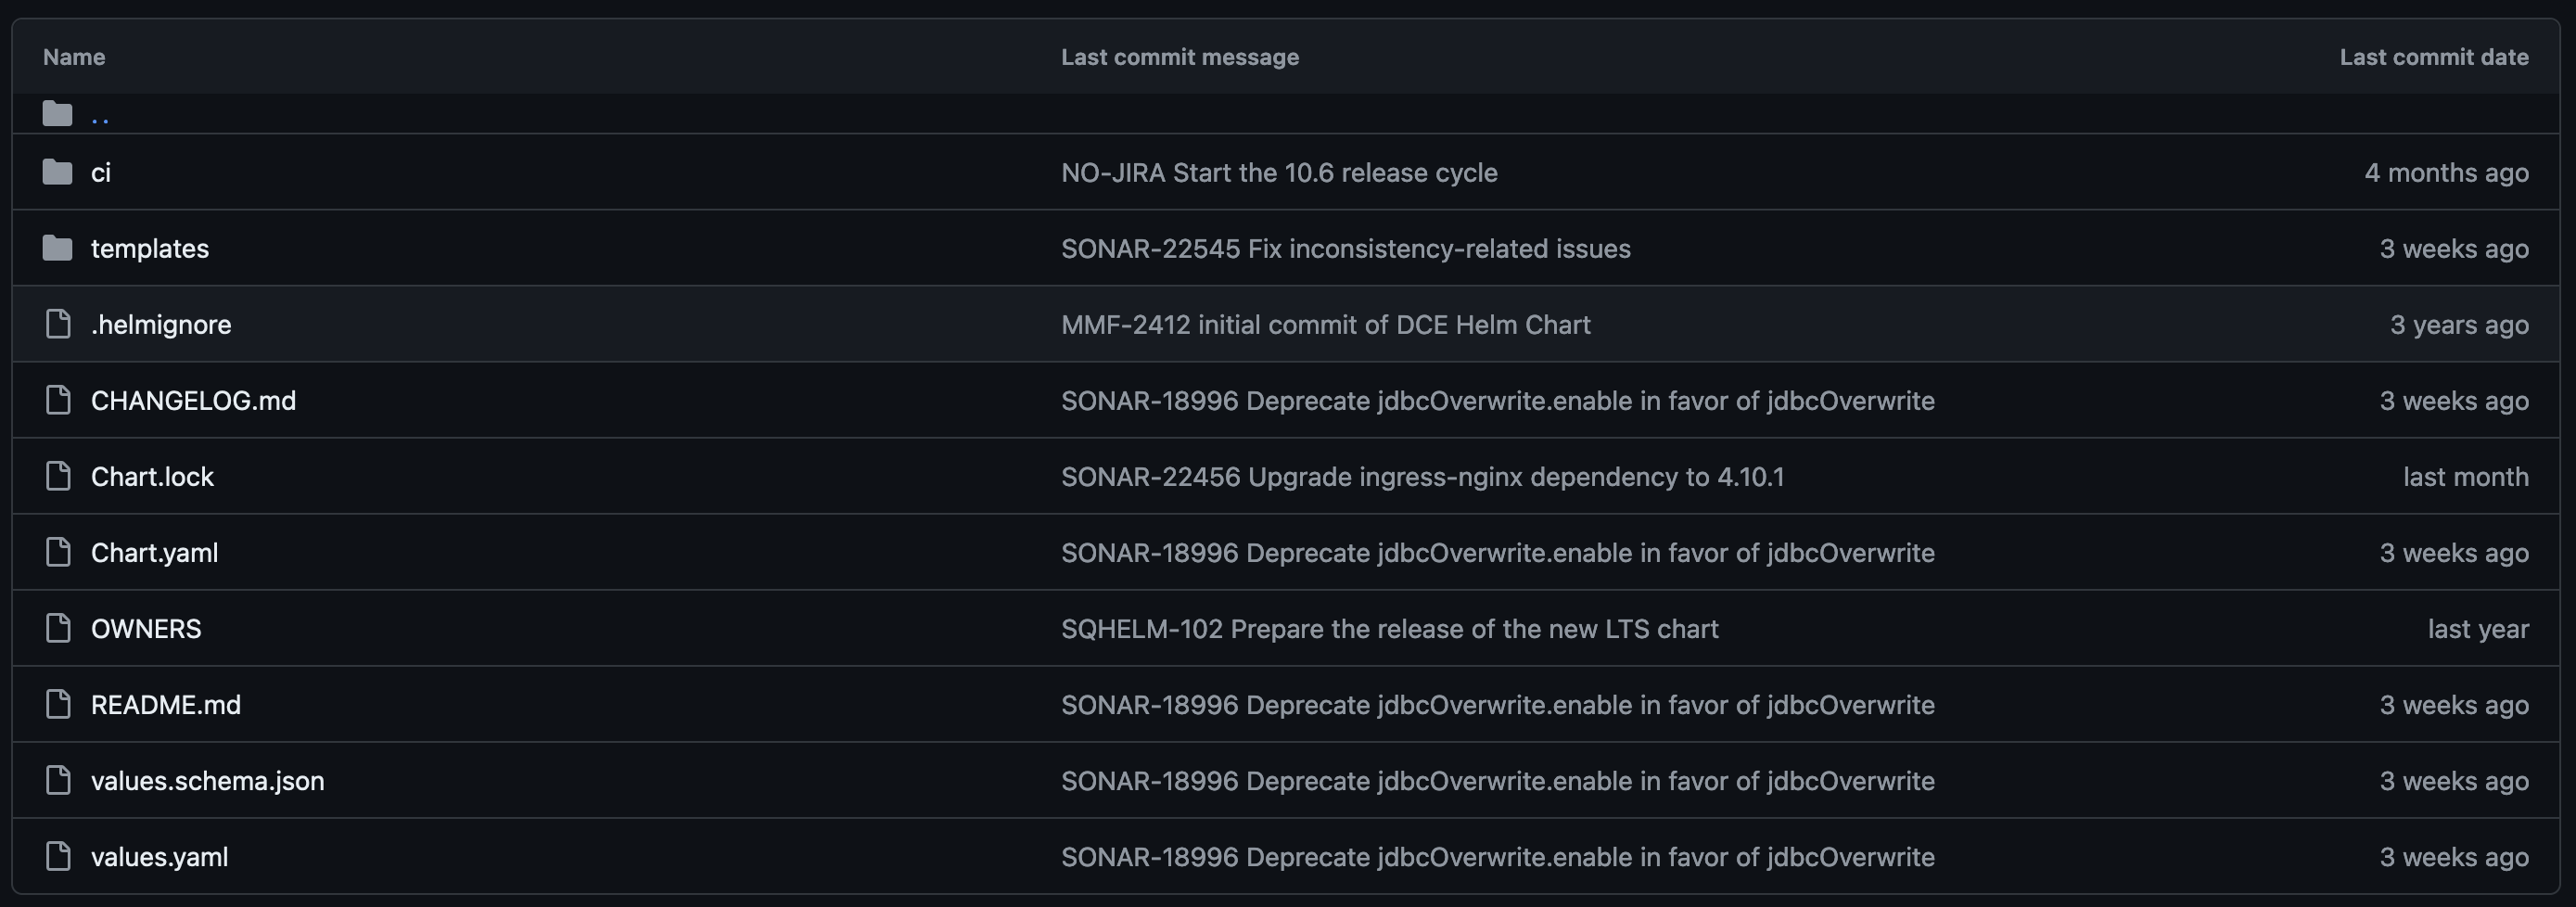 Name Last commit message Last commit date
..
ci NO-JIRA Start the 10.6 release cycle 4 months ago
templates SONAR-22545 Fix inconsistency-related issues 3 weeks ago
.helmignore MMF-2412 initial commit of DCE Helm Chart 3 years ago
CHANGELOG.md SONAR-18996 Deprecate jdbcOverwrite.enable in favor of jdbcOverwrite 3 weeks ago
Chart.lock SONAR-22456 Upgrade ingress-nginx dependency to 4.10.1 last month
Chart.yaml SONAR-18996 Deprecate jdbcOverwrite.enable in favor of jdbcOverwrite 3 weeks ago
OWNERS SQHELM-102 Prepare the release of the new LTS chart last year
README.md SONAR-18996 Deprecate jdbcOverwrite.enable in favor of jdbcOverwrite 3 weeks ago
values.schema.json SONAR-18996 Deprecate jdbcOverwrite.enable in favor of jdbcOverwrite 3 weeks ago
values.yaml SONAR-18996 Deprecate jdbcOverwrite.enable in favor of jdbcOverwrite 3 weeks ago